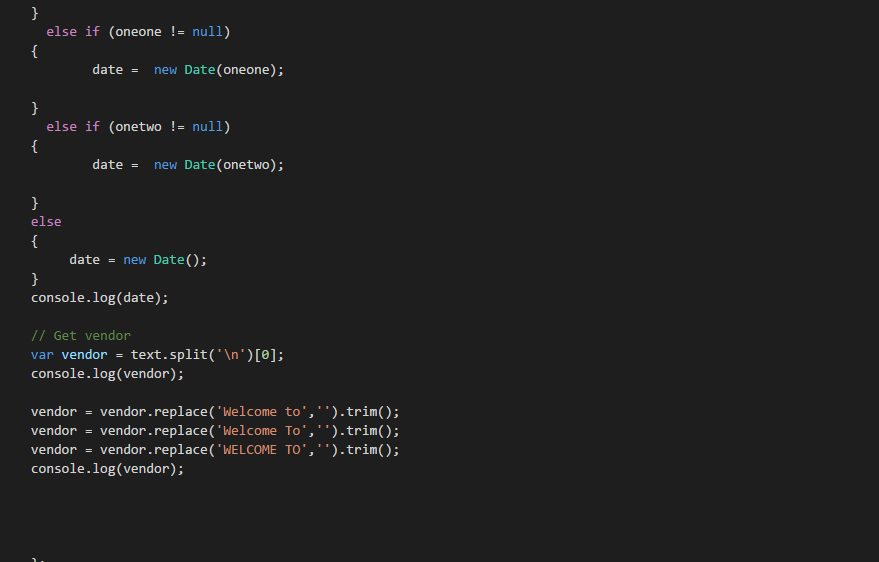 }
  else if (oneone != null)
{
        date =  new Date(oneone);
}
  else if (onetwo != null)
{
        date =  new Date(onetwo);
}
else
{
     date = new Date();
}
console.log(date);
// Get vendor
var vendor = text.split('\n')[0];
console.log(vendor);
vendor = vendor.replace('Welcome to','').trim();
vendor = vendor.replace('Welcome To','').trim();
vendor = vendor.replace('WELCOME TO','').trim();
console.log(vendor);